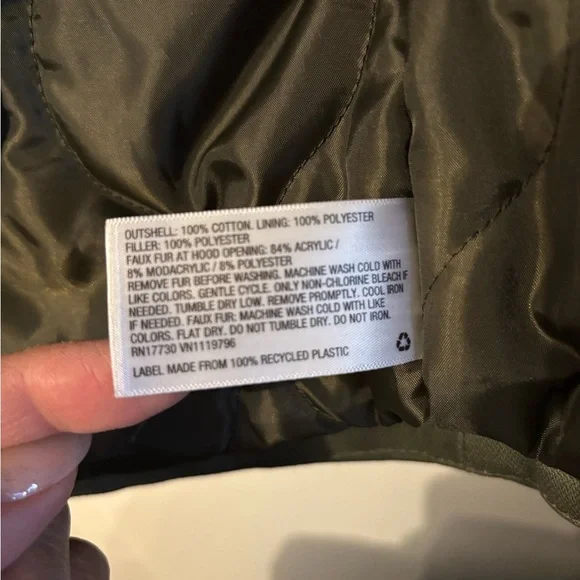 OUTSHELL: 100% COTTON. LINING: 100% POLYESTER
FILLER: 100% POLYESTER
FAUX FUR AT HOOD OPENING: 84% ACRYLIC /
8% MODACRYLIC / 8% POLYESTER
REMOVE FUR BEFORE WASHING. MACHINE WASH COLD WITH
LIKE COLORS. GENTLE CYCLE. ONLY NON-CHLORINE BLEACH IF
NEEDED. TUMBLE DRY LOW. REMOVE PROMPTLY. COOL IRON
IF NEEDED. FAUX FUR: MACHINE WASH COLD WITH LIKE
COLORS. FLAT DRY. DO NOT TUMBLE DRY. DO NOT IRON.
RN17730 VN1119796
LABEL MADE FROM 100% RECYCLED PLASTIC